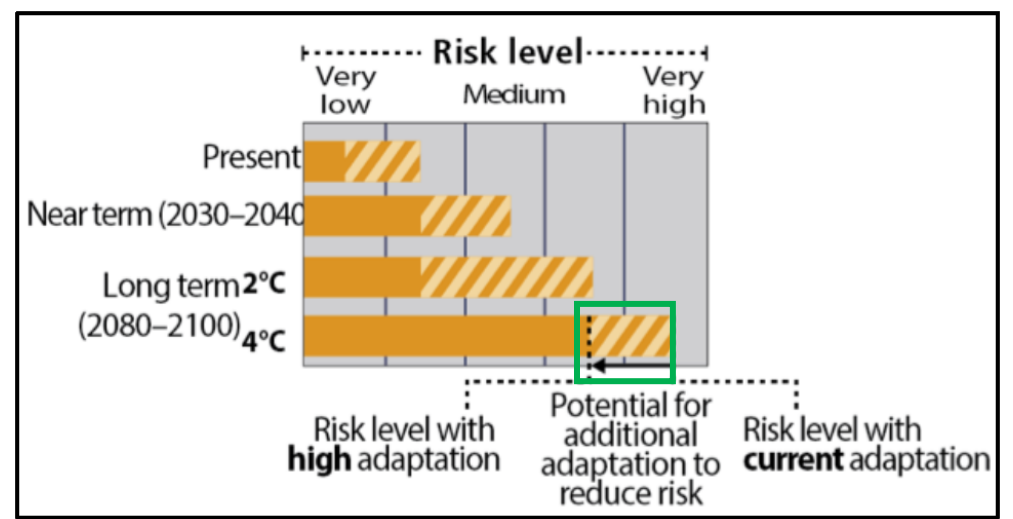 Risk level
Very low
Medium
Very high
Present
Near term (2030–2040
Long term 2°C
(2080–2100) 4°C
Risk level with
high adaptation
Potential for
additional
adaptation to
reduce risk
Risk level with
current adaptation